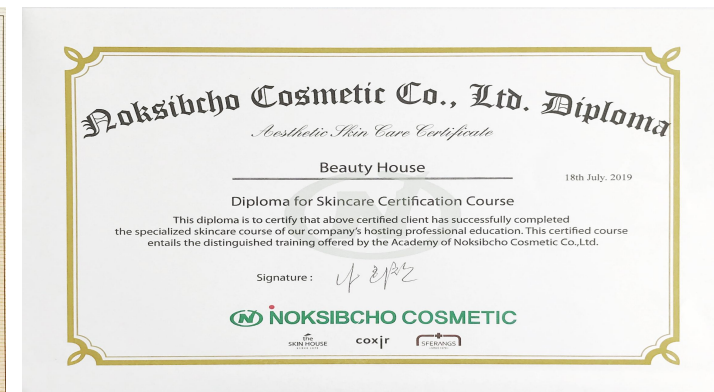 Noksibcho Cosmetic Co., Ltd. Diploma
Aesthetic Skin Care Certificate
Beauty House
18th July. 2019
Diploma for Skincare Certification Course
This diploma is to certify that above certified client has successfully completed
the specialized skincare course of our company's hosting professional education. This certified course
entails the distinguished training offered by the Academy of Noksibcho Cosmetic Co.,Ltd.
Signature :
NOKSIBCHO COSMETIC
the
SKIN HOUSE
coxir
SFERANGS